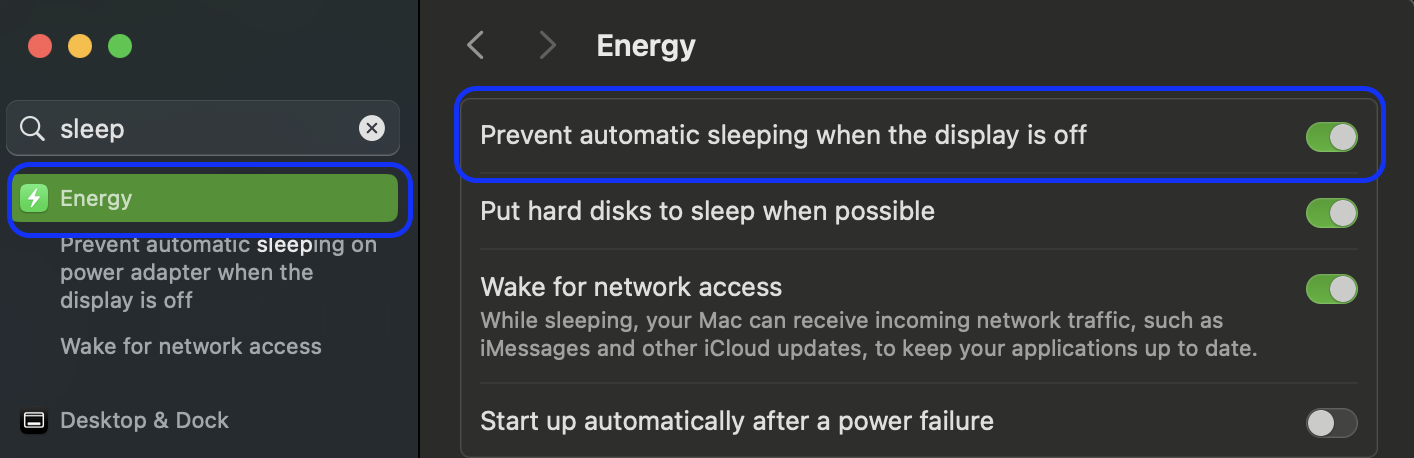 sleep
Energy
Prevent automatic sleeping on
power adapter when the
display is off
Wake for network access
Desktop & Dock
Energy
Prevent automatic sleeping when the display is off
Put hard disks to sleep when possible
Wake for network access
While sleeping, your Mac can receive incoming network traffic, such as
iMessages and other iCloud updates, to keep your applications up to date.
Start up automatically after a power failure